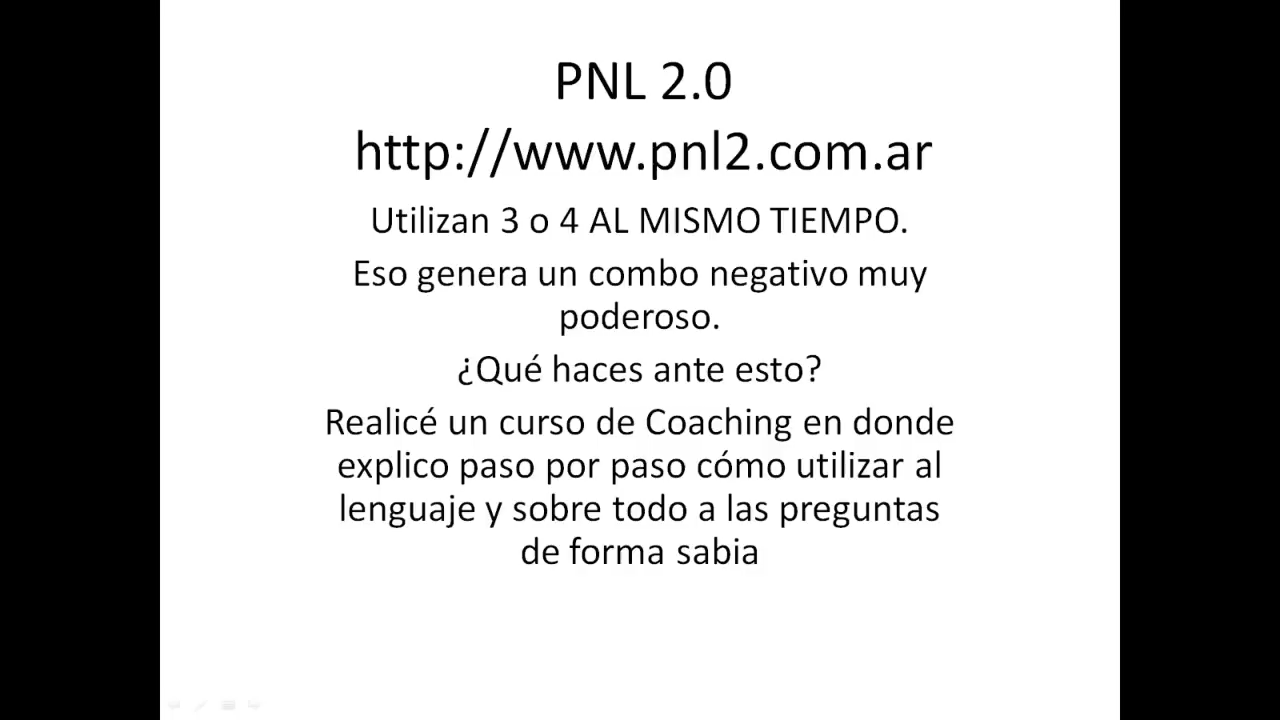 PNL 2.0
http://www.pnl2.com.ar
Utilizan 3 o 4 AL MISMO TIEMPO.
Eso genera un combo negativo muy
poderoso.
¿Qué haces ante esto?
Realicé un curso de Coaching en donde
explico paso por paso cómo utilizar al
lenguaje y sobre todo a las preguntas
de forma sabia